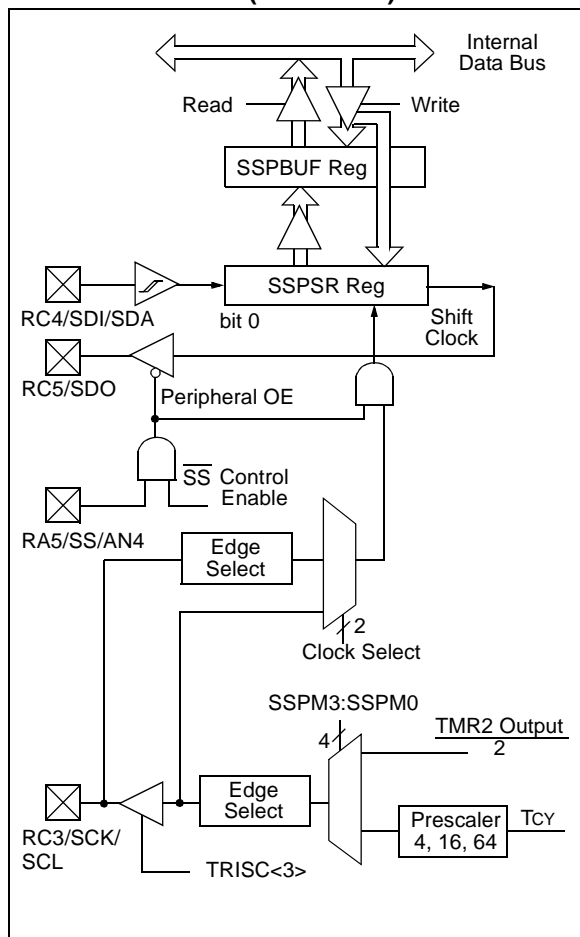 Internal
Data Bus
Read
Write
SSPBUF Reg
SSPSR Reg
RC4/SDI/SDA
bit 0
Shift
Clock
RC5/SDO
Peripheral OE
SS Control
Enable
RA5/SS/AN4
Edge
Select
2
Clock Select
SSPM3:SSPM0
TMR2 Output
2
4
Edge
Select
Prescaler
4, 16, 64
TCY
RC3/SCK/
SCL
TRISC<3>